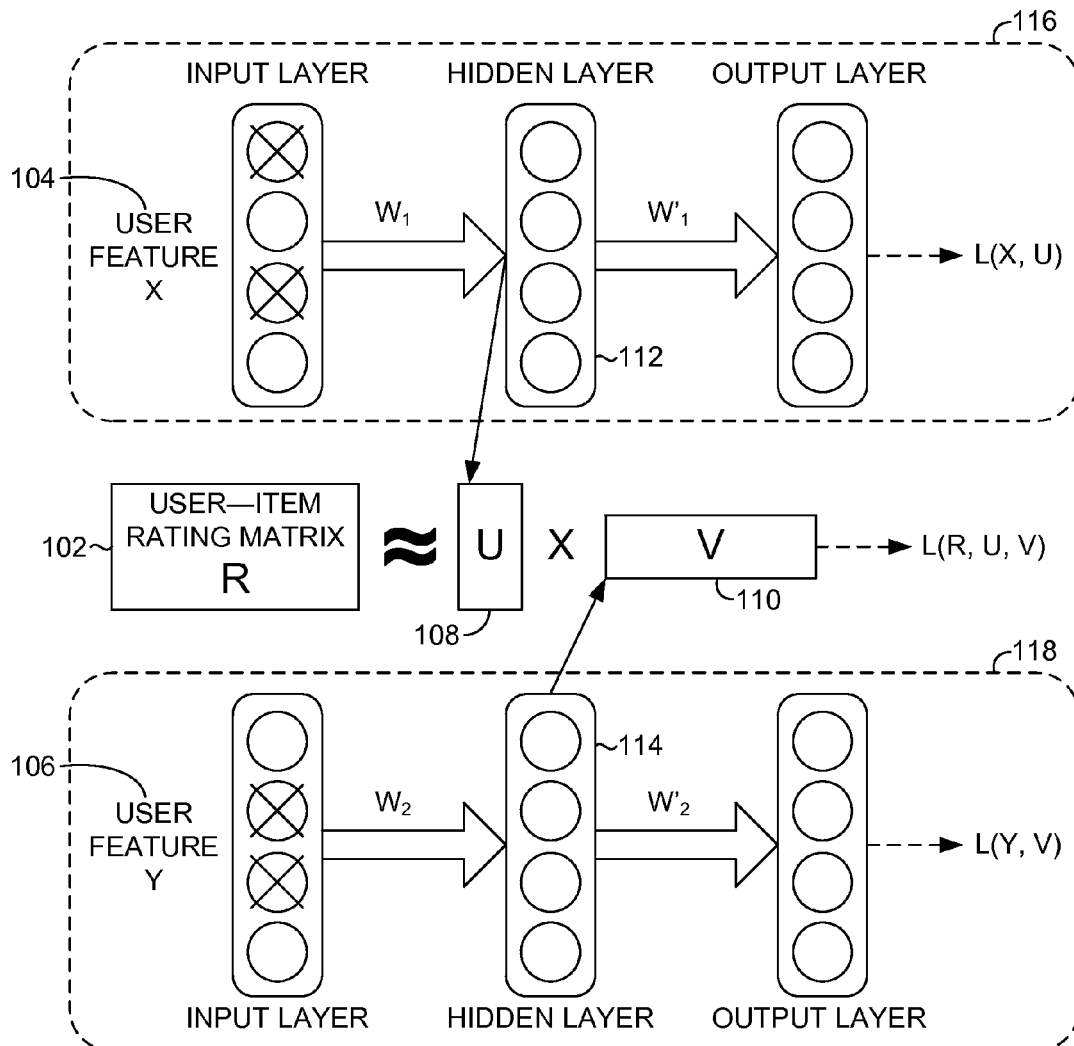 116
INPUT LAYER HIDDEN LAYER OUTPUT LAYER
104
USER
FEATURE
X
W₁
W'₁
L(X, U)
112
USER—ITEM
RATING MATRIX
R
102
≈
U
X
V
L(R, U, V)
108
110
118
106
USER
FEATURE
Y
W₂
114
W'₂
L(Y, V)
INPUT LAYER HIDDEN LAYER OUTPUT LAYER